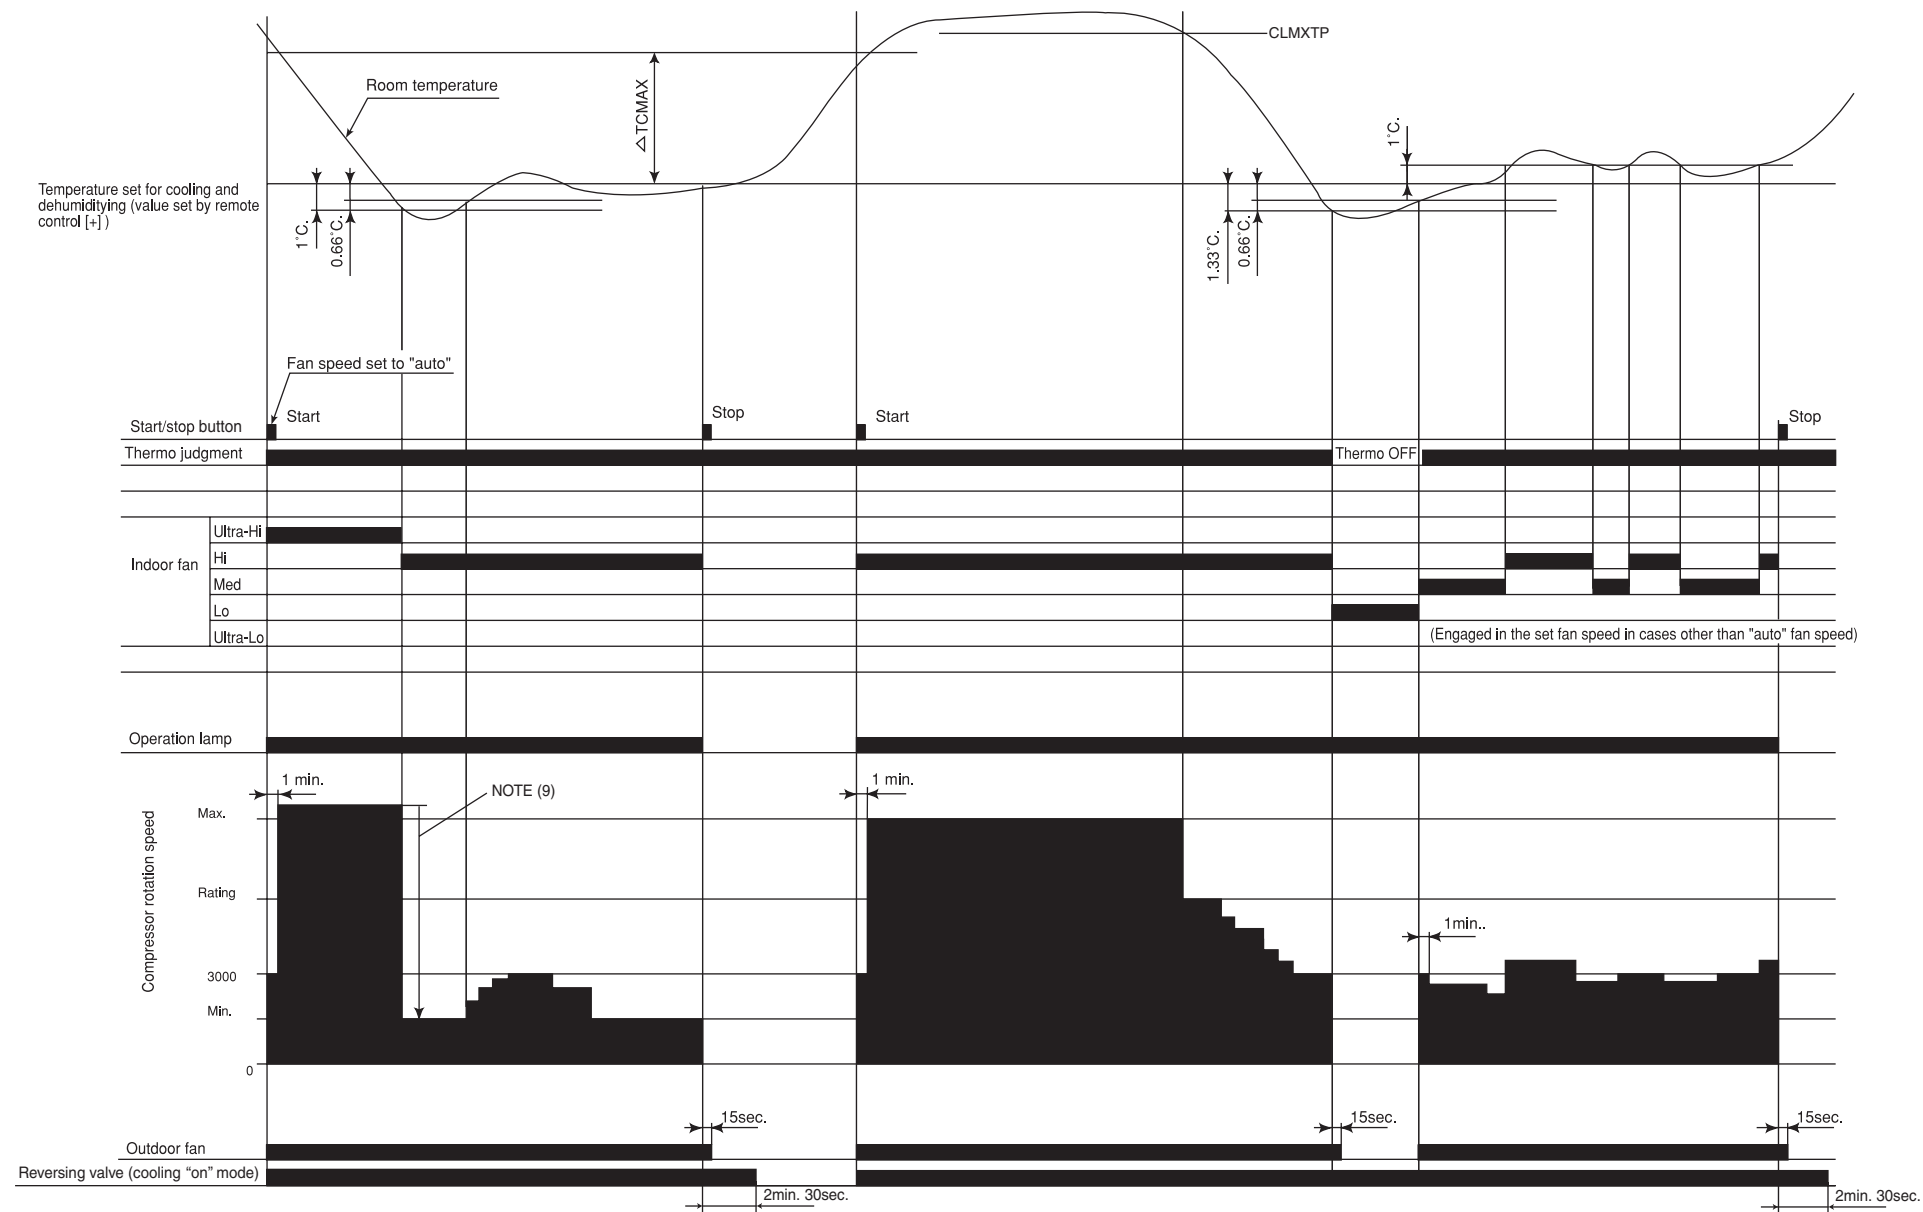 CLMXTP
Room temperature
△TCMAX
1˚C.
Temperature set for cooling and
dehumiditying (value set by remote
control [+] )
1˚C.
0.66˚C.
1.33˚C.
0.66˚C.
Fan speed set to "auto"
Start
Stop
Start
Stop
Start/stop button
Thermo judgment
Thermo OFF
Ultra-Hi
Indoor fan
Hi
Med
Lo
Ultra-Lo
(Engaged in the set fan speed in cases other than "auto" fan speed)
Operation lamp
1 min.
NOTE (9)
1 min.
Compressor rotation speed
Max.
Rating
1min..
3000
Min.
0
15sec.
15sec.
15sec.
Outdoor fan
Reversing valve (cooling “on” mode)
2min. 30sec.
2min. 30sec.